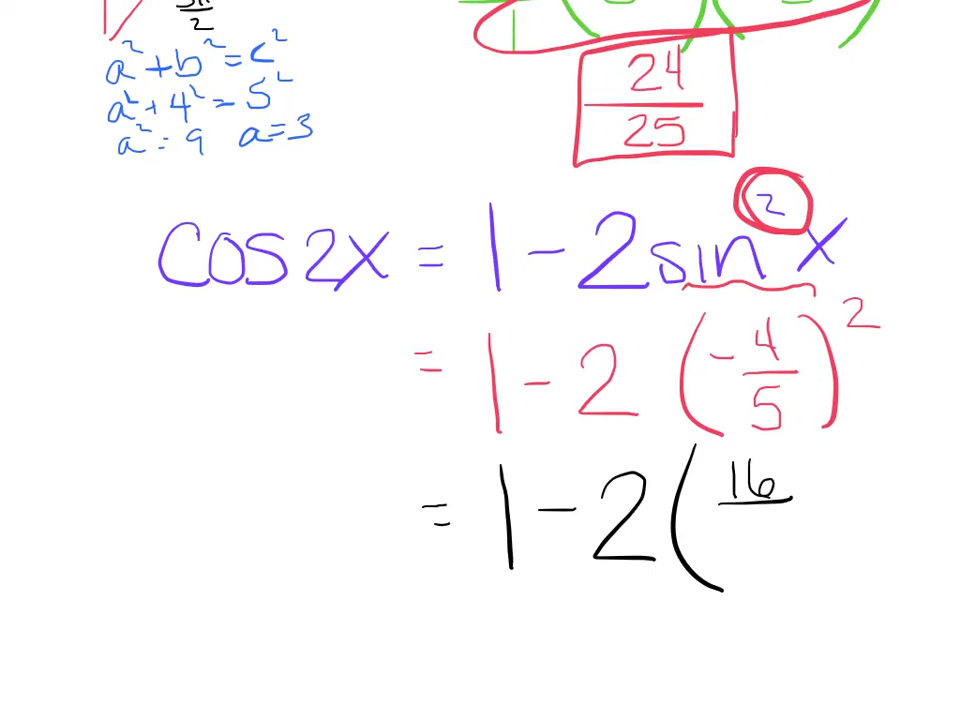 2
a² + b² = c²
a² + 4² = 5²
a² = 9 a = 3
24
25
cos 2x = 1 - 2 sin² x
= 1 - 2 (-4/5)²
= 1 - 2 (16